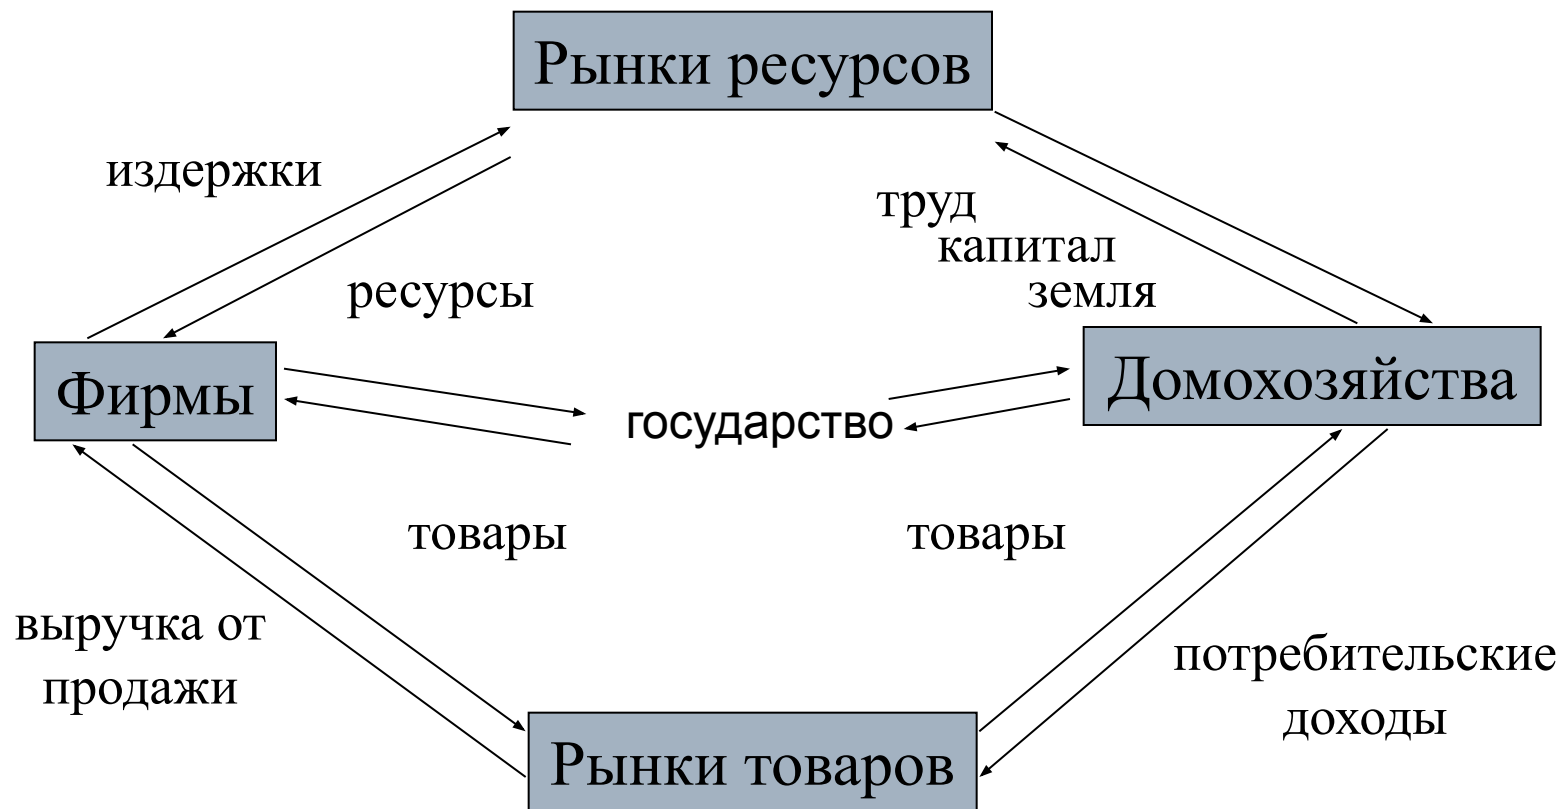 Рынки ресурсов
издержки
труд
капитал
земля
ресурсы
Фирмы
государство
Домохозяйства
товары
товары
выручка от
продажи
потребительские
доходы
Рынки товаров